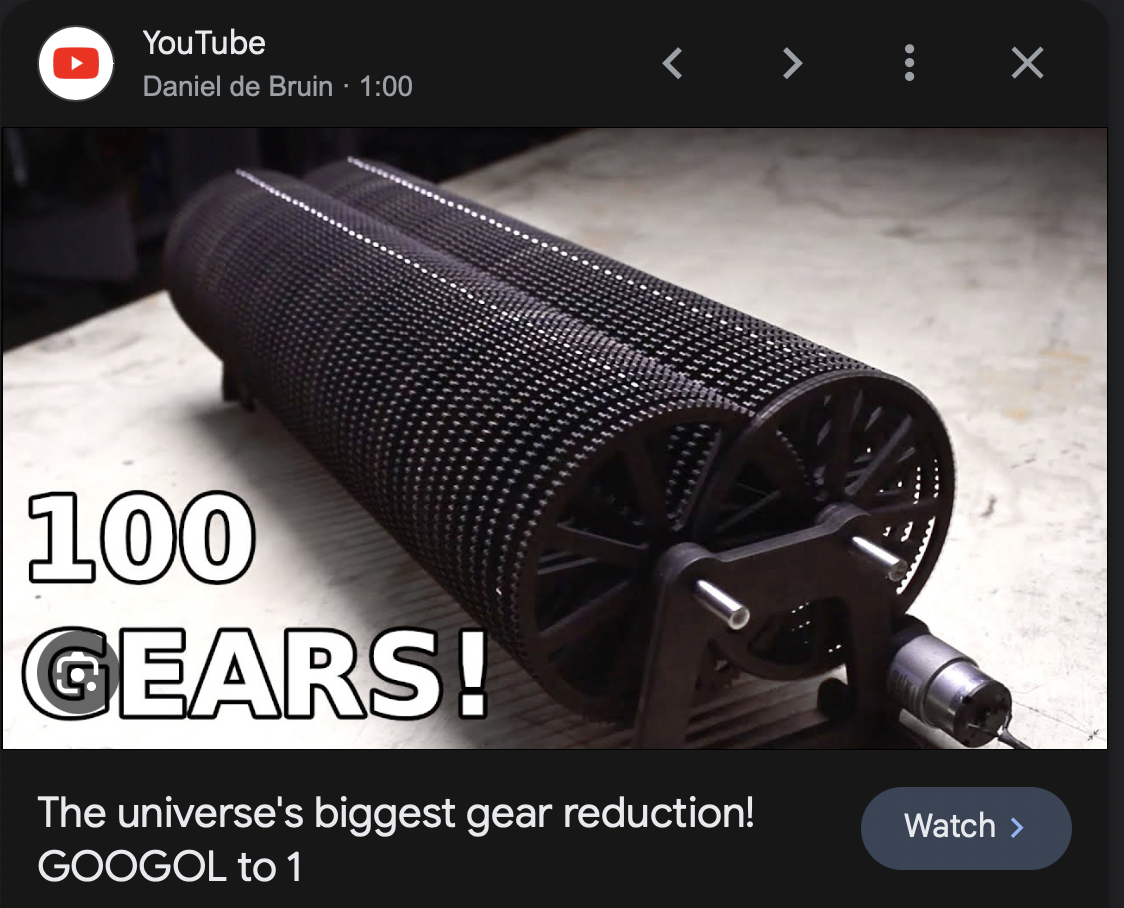 YouTube
Daniel de Bruin · 1:00
100
GEARS!
The universe's biggest gear reduction!
GOOGOL to 1
Watch